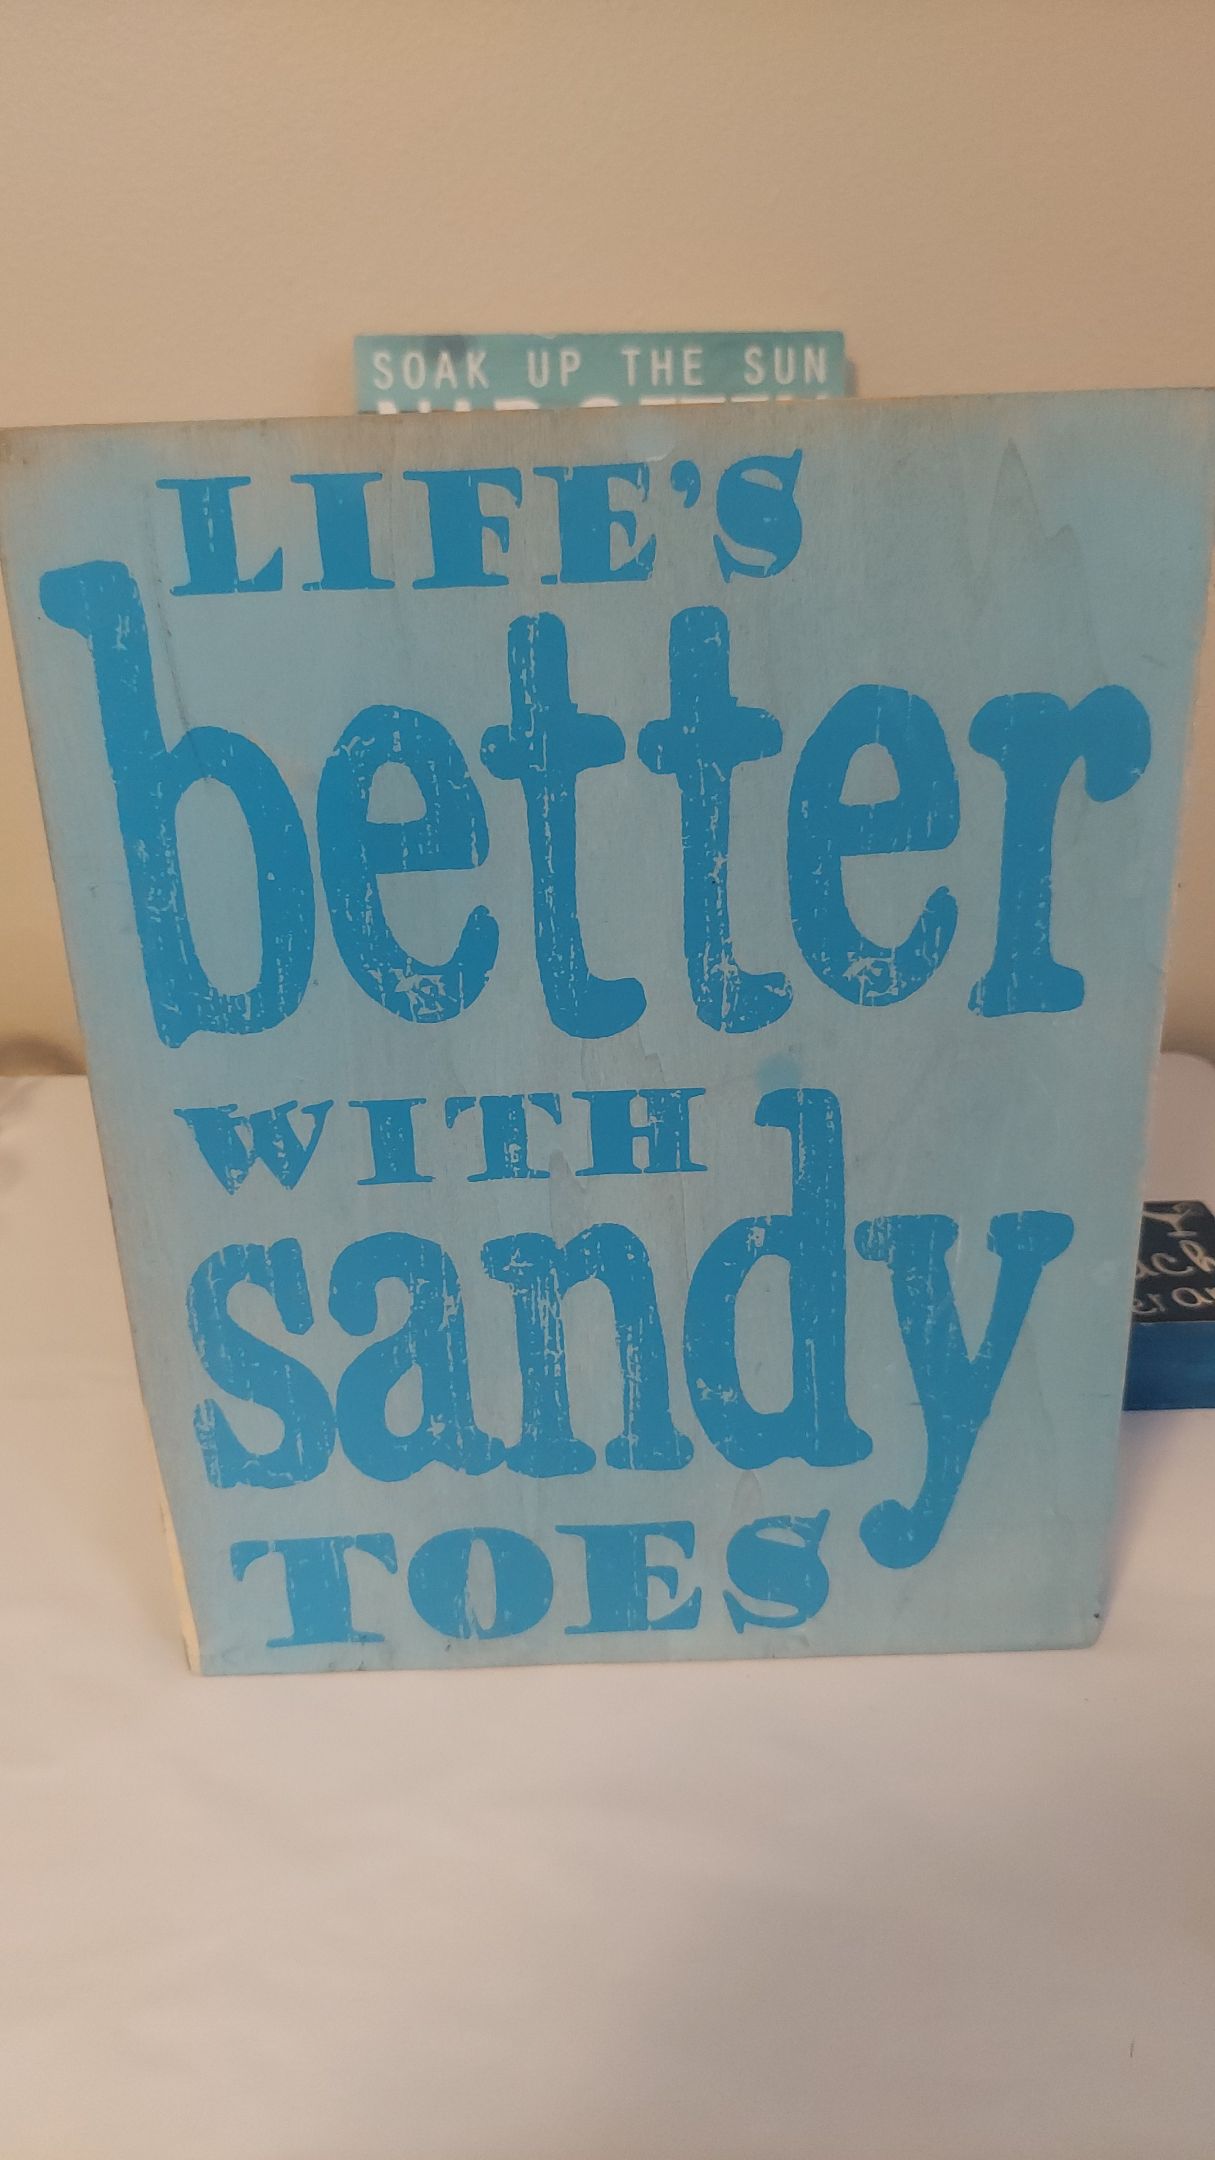 SOAK UP THE SUN
LIFE'S
better
WITH
sandy
TOES